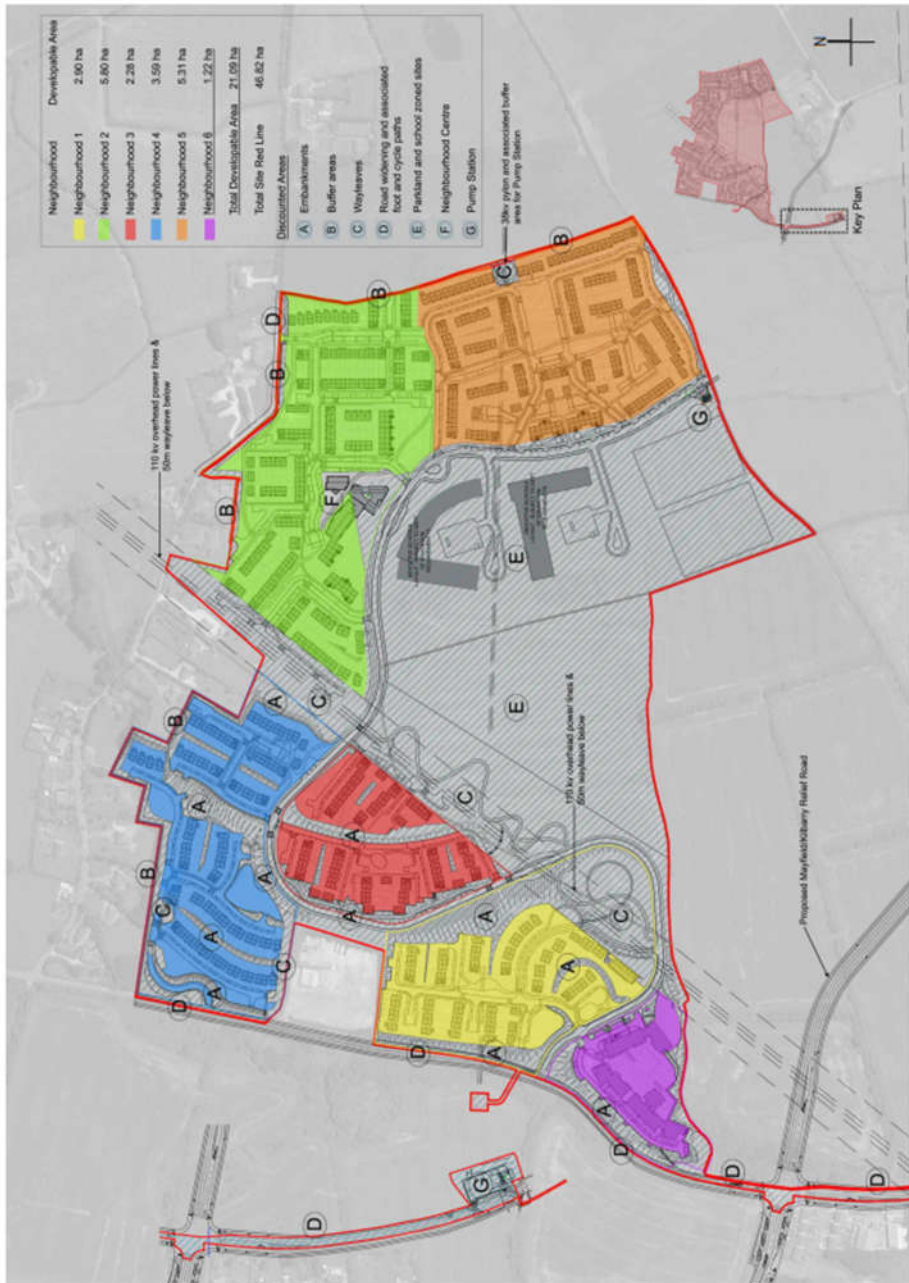 Neighbourhood Developable Area
Neighbourhood 1 2.90 ha
Neighbourhood 2 5.80 ha
Neighbourhood 3 2.28 ha
Neighbourhood 4 3.59 ha
Neighbourhood 5 5.31 ha
Neighbourhood 6 1.22 ha
Total Developable Area 21.09 ha
Total Site Red Line 46.82 ha
Discounted Areas
A Embankments
B Buffer areas
C Wayleaves
D Road widening and associated
foot and cycle paths
E Parkland and school zoned sites
F Neighbourhood Centre
G Pump Station
N
Key Plan
110 kv overhead power lines &
50m wayleave below
38kv pylon and associated buffer
area for Pump Station
110 kv overhead power lines &
50m wayleave below
Proposed Mayfield/Kilbarry Relief Road
B
A
B
C
A
A
A
D
C
A
C
B
B
D
B
C
B
F
G
E
E
A
A
C
A
A
C
D
A
A
D
D
D
D
G